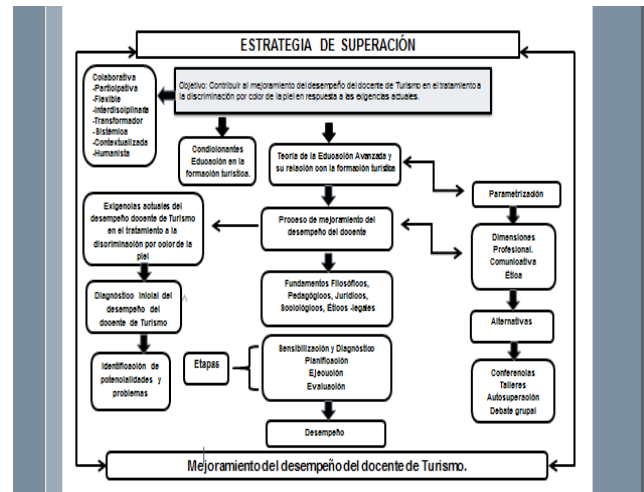 ESTRATEGIA DE SUPERACIÓN
Colaborativa
-Participativa
-Flexible
-Interdisciplinaria
-Transformador
- Sistémica
-Contextualizada
-Humanista
Objetivo: Contribuir al mejoramiento del desempeño del docente de Turismo en el tratamiento a
la discriminación por color de la piel en respuesta a las exigencias actuales.
Condicionantes
Educación en la
formación turística.
Teoría de la Educación Avanzada y
su relación con la formación turística
Parametrización
Exigencias actuales del
desempeño docente de Turismo
en el tratamiento a la
discriminación por color de la
piel
Proceso de mejoramiento del
desempeño del docente
Dimensiones
Profesional.
Comunicativa
Ética
Diagnóstico inicial del
desempeño del
docente de Turismo
Fundamentos Filosóficos,
Pedagógicos, Jurídicos,
Sociológicos, Éticos -legales
Alternativas
Identificación de
potencialidades y
problemas
Etapas
Sensibilización y Diagnóstico
Planificación
Ejecución
Evaluación
Conferencias
Talleres
Autosuperación
Debate grupal
Desempeño
Mejoramiento del desempeño del docente de Turismo.